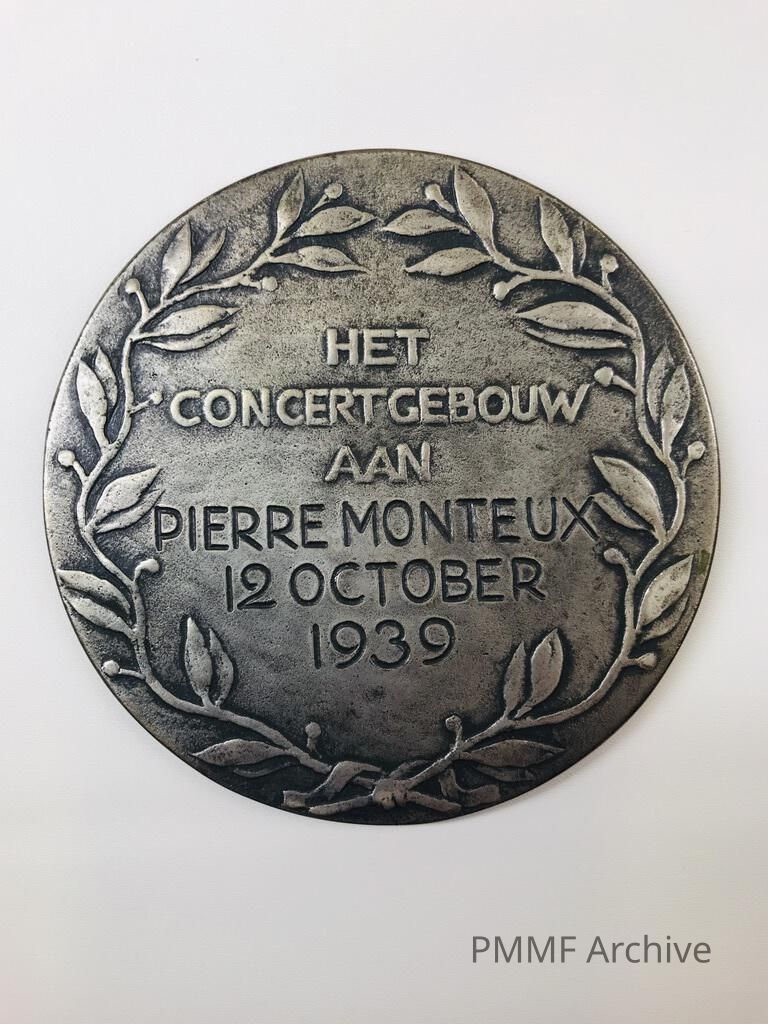 HET
CONCERTGEBOUW
AAN
PIERRE MONTEUX
12 OCTOBER
1939
PMMF Archive